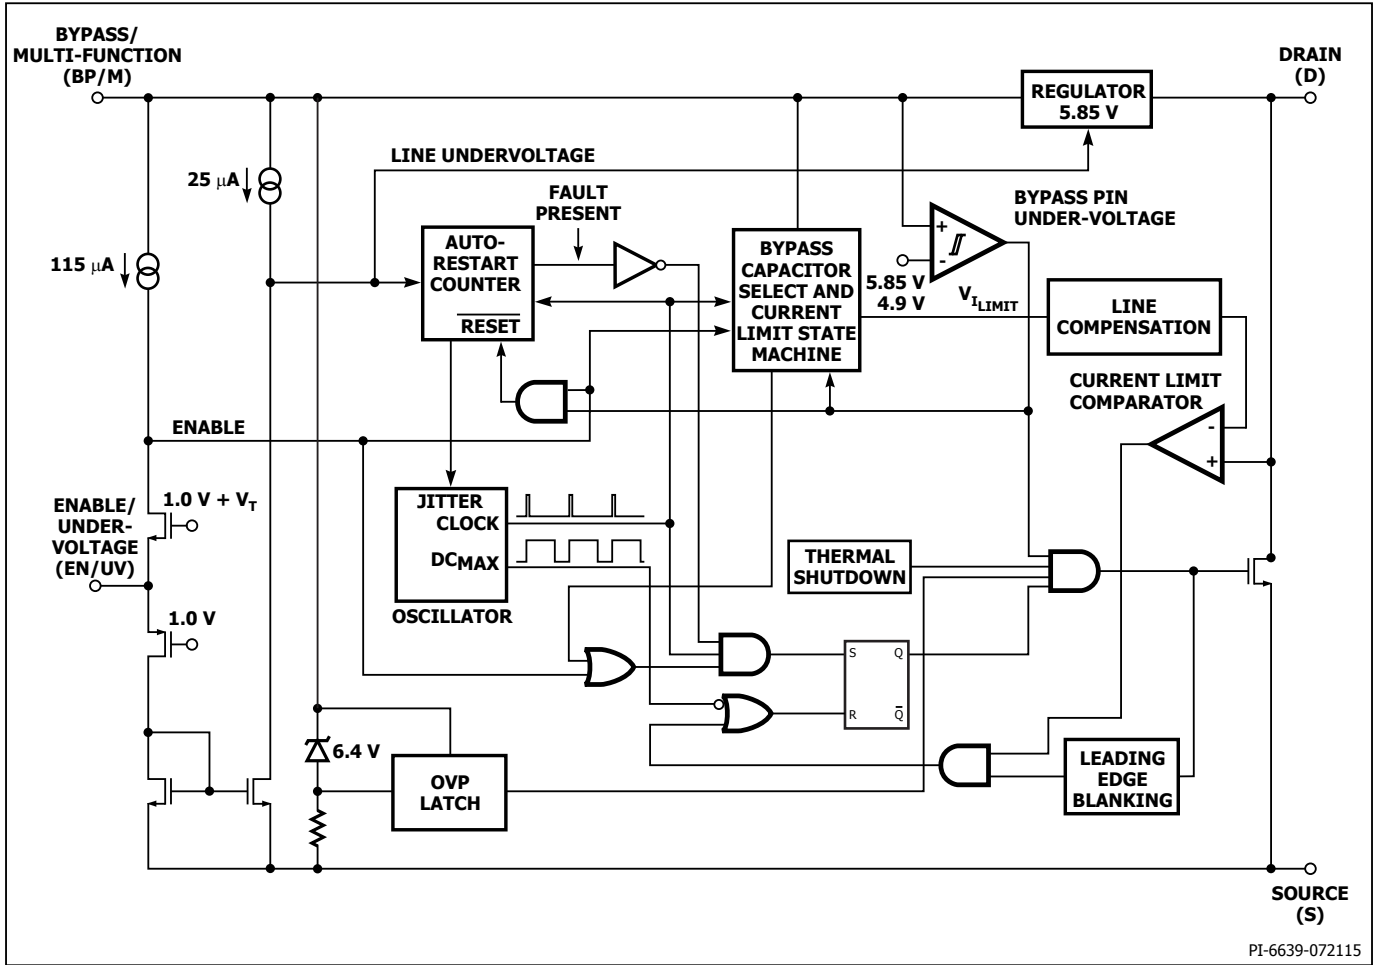 BYPASS/
MULTI-FUNCTION
(BP/M)
DRAIN
(D)
REGULATOR
5.85 V
LINE UNDERVOLTAGE
25 μA
FAULT
PRESENT
BYPASS PIN
UNDER-VOLTAGE
115 μA
AUTO-
RESTART
COUNTER
RESET
BYPASS
CAPACITOR
SELECT AND
CURRENT
LIMIT STATE
MACHINE
+
-
5.85 V
4.9 V
VILIMIT
LINE
COMPENSATION
CURRENT LIMIT
COMPARATOR
-
+
ENABLE
ENABLE/
UNDER-
VOLTAGE
(EN/UV)
1.0 V + VT
JITTER
CLOCK
DCMAX
OSCILLATOR
THERMAL
SHUTDOWN
1.0 V
S Q
R Q
6.4 V
OVP
LATCH
LEADING
EDGE
BLANKING
SOURCE
(S)
PI-6639-072115